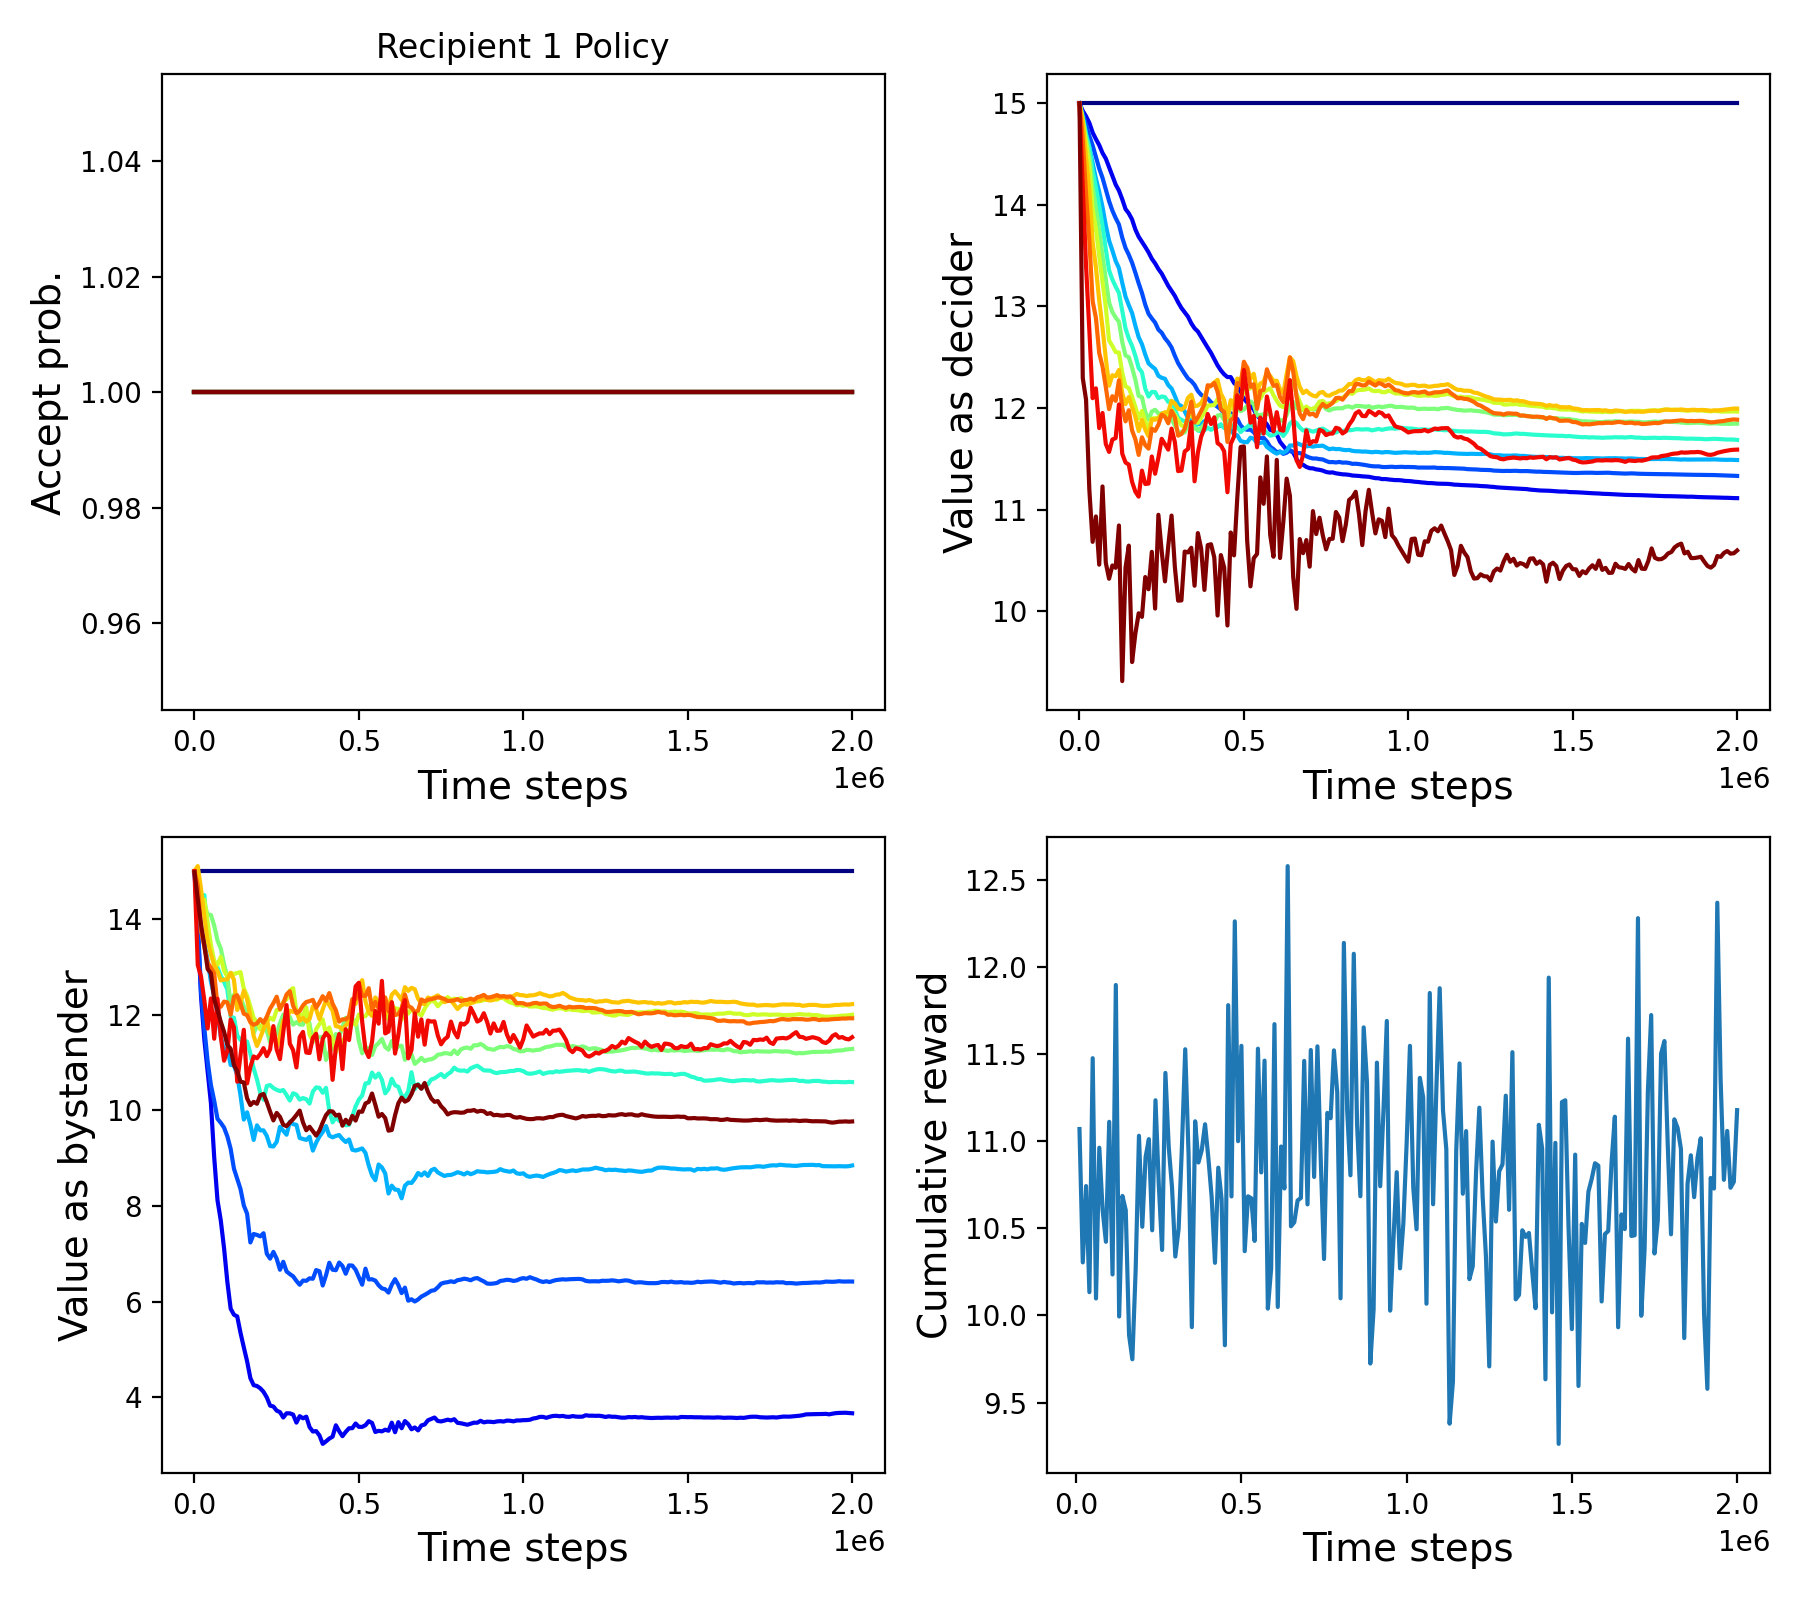 Recipient 1 Policy
Accept prob.
1.04
1.02
1.00
0.98
0.96
0.0 0.5 1.0 1.5 2.0
1e6
Time steps
Value as decider
15
14
13
12
11
10
0.0 0.5 1.0 1.5 2.0
1e6
Time steps
Value as bystander
14
12
10
8
6
4
0.0 0.5 1.0 1.5 2.0
1e6
Time steps
Cumulative reward
12.5
12.0
11.5
11.0
10.5
10.0
9.5
0.0 0.5 1.0 1.5 2.0
1e6
Time steps